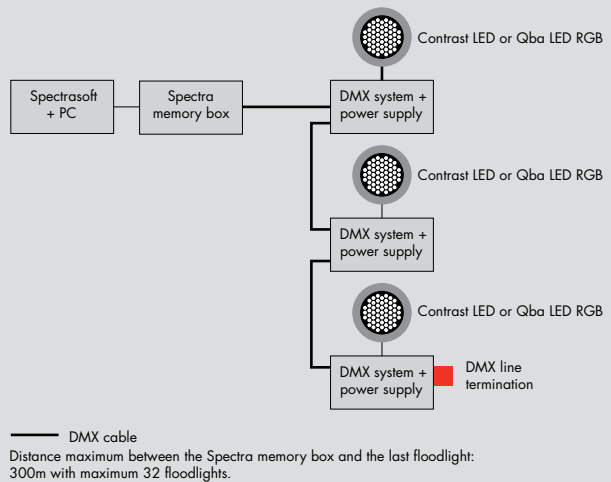 Contrast LED or Qba LED RGB
Spectrasoft
+ PC
Spectra
memory box
DMX system +
power supply
Contrast LED or Qba LED RGB
DMX system +
power supply
Contrast LED or Qba LED RGB
DMX system +
power supply
DMX line
termination
DMX cable
Distance maximum between the Spectra memory box and the last floodlight:
300m with maximum 32 floodlights.